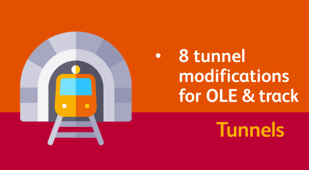 • 8 tunnel
modifications
for OLE & track
Tunnels